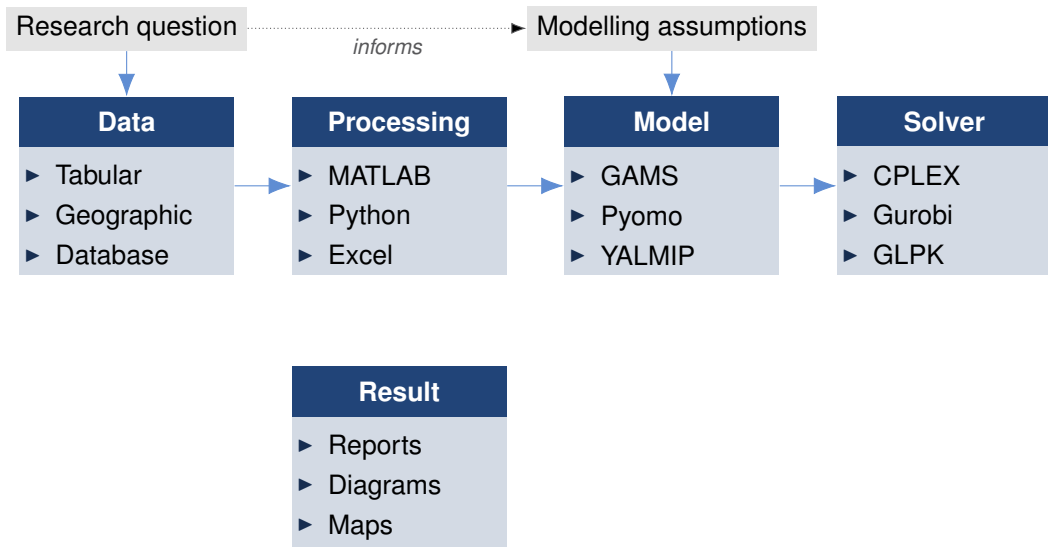 Research question
informs
Modelling assumptions
Data
► Tabular
► Geographic
► Database
Processing
► MATLAB
► Python
► Excel
Model
► GAMS
► Pyomo
► YALMIP
Solver
► CPLEX
► Gurobi
► GLPK
Result
► Reports
► Diagrams
► Maps